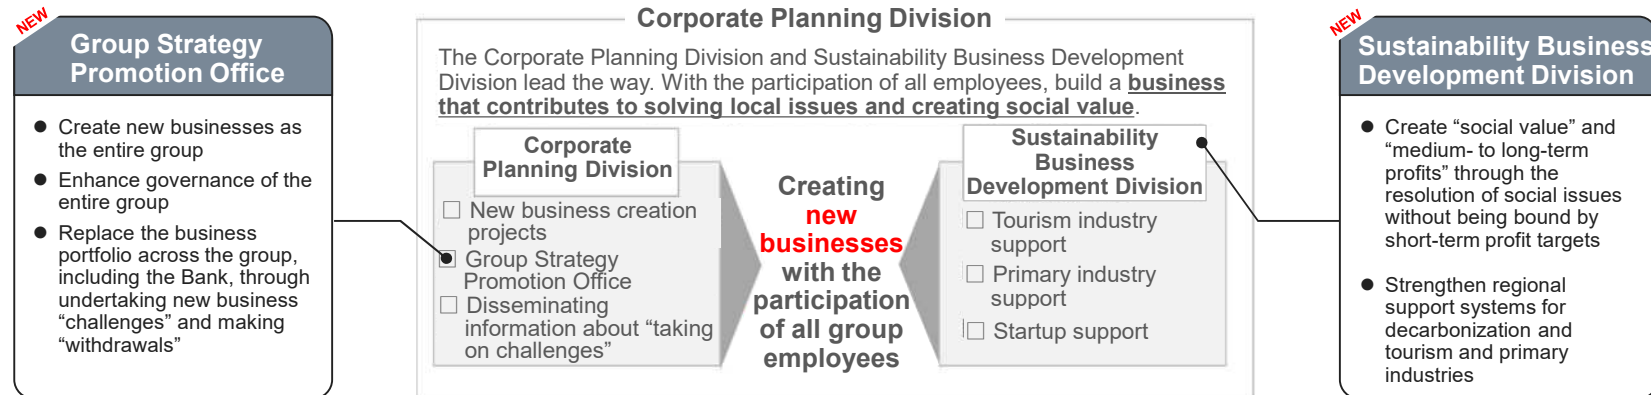 NEW
Group Strategy
Promotion Office
● Create new businesses as
the entire group
● Enhance governance of the
entire group
● Replace the business
portfolio across the group,
including the Bank, through
undertaking new business
“challenges” and making
“withdrawals”
Corporate Planning Division
The Corporate Planning Division and Sustainability Business Development
Division lead the way. With the participation of all employees, build a business
that contributes to solving local issues and creating social value.
Corporate
Planning Division
□ New business creation
projects
□ Group Strategy
Promotion Office
□ Disseminating
information about “taking
on challenges”
Creating
new
businesses
with the
participation
of all group
employees
Sustainability
Business
Development Division
□ Tourism industry
support
□ Primary industry
support
□ Startup support
NEW
Sustainability Business
Development Division
● Create “social value” and
“medium- to long-term
profits” through the
resolution of social issues
without being bound by
short-term profit targets
● Strengthen regional
support systems for
decarbonization and
tourism and primary
industries